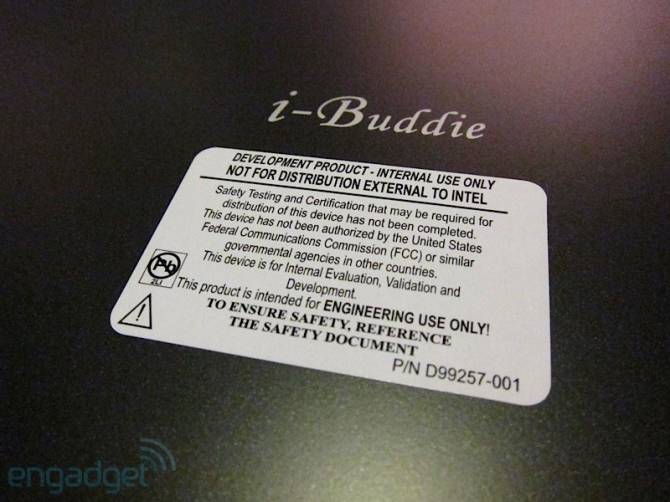 i-Buddie
DEVELOPMENT PRODUCT - INTERNAL USE ONLY
NOT FOR DISTRIBUTION EXTERNAL TO INTEL
Safety Testing and Certification that may be required for
distribution of this device has not been completed.
This device has not been authorized by the United States
Federal Communications Commission (FCC) or similar
governmental agencies in other countries.
This device is for Internal Evaluation, Validation and
Development.
This product is intended for ENGINEERING USE ONLY!
TO ENSURE SAFETY, REFERENCE
THE SAFETY DOCUMENT
P/N D99257-001
Pb
2LI
!
engadget